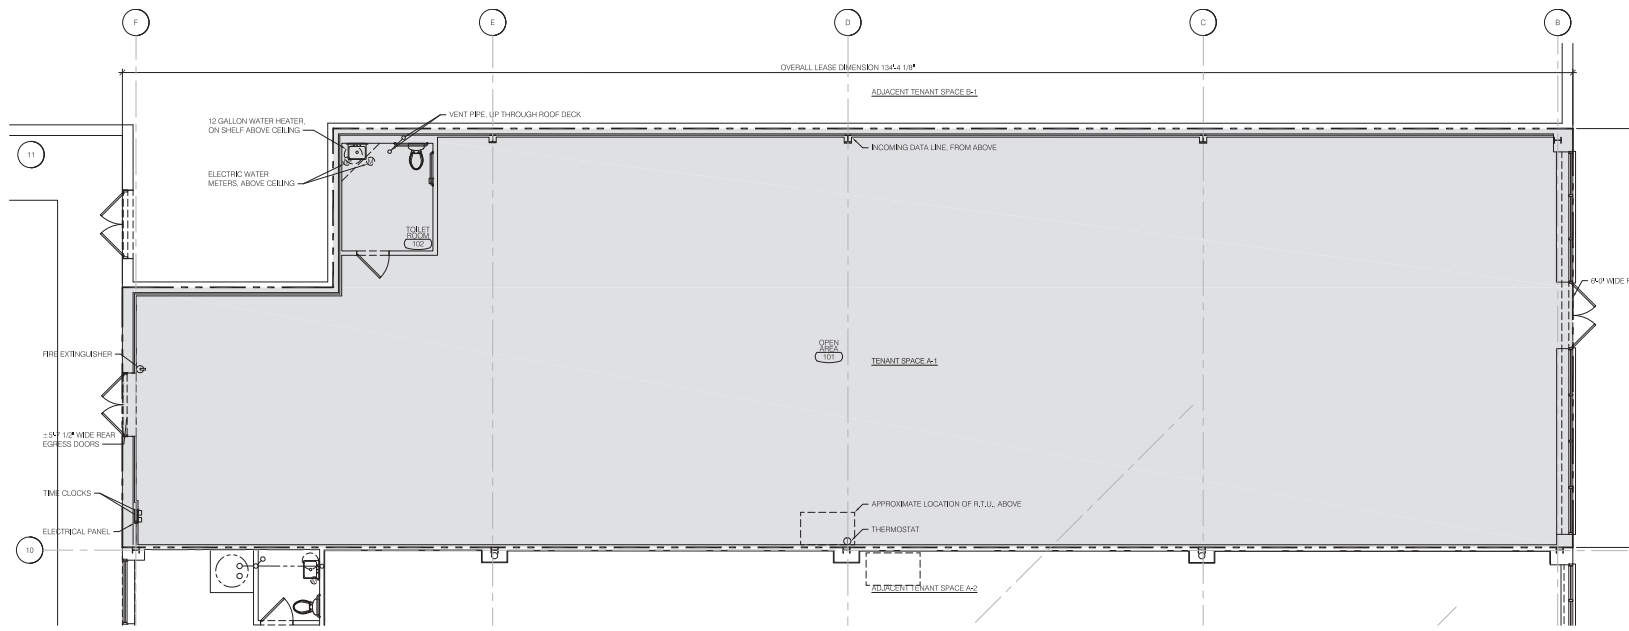 F
E
D
C
B
OVERALL LEASE DIMENSION 134'-4 1/8"
ADJACENT TENANT SPACE B-1
12 GALLON WATER HEATER,
ON SHELF ABOVE CEILING
VENT PIPE, UP THROUGH ROOF DECK
11
INCOMING DATA LINE, FROM ABOVE
ELECTRIC WATER
METERS, ABOVE CEILING
TOILET
ROOM
102
6'-0" WIDE F
OPEN
AREA
101
TENANT SPACE A-1
FIRE EXTINGUISHER
±5'-7 1/2" WIDE REAR
EGRESS DOORS
TIME CLOCKS
APPROXIMATE LOCATION OF R.T.U., ABOVE
THERMOSTAT
ELECTRICAL PANEL
10
ADJACENT TENANT SPACE A-2